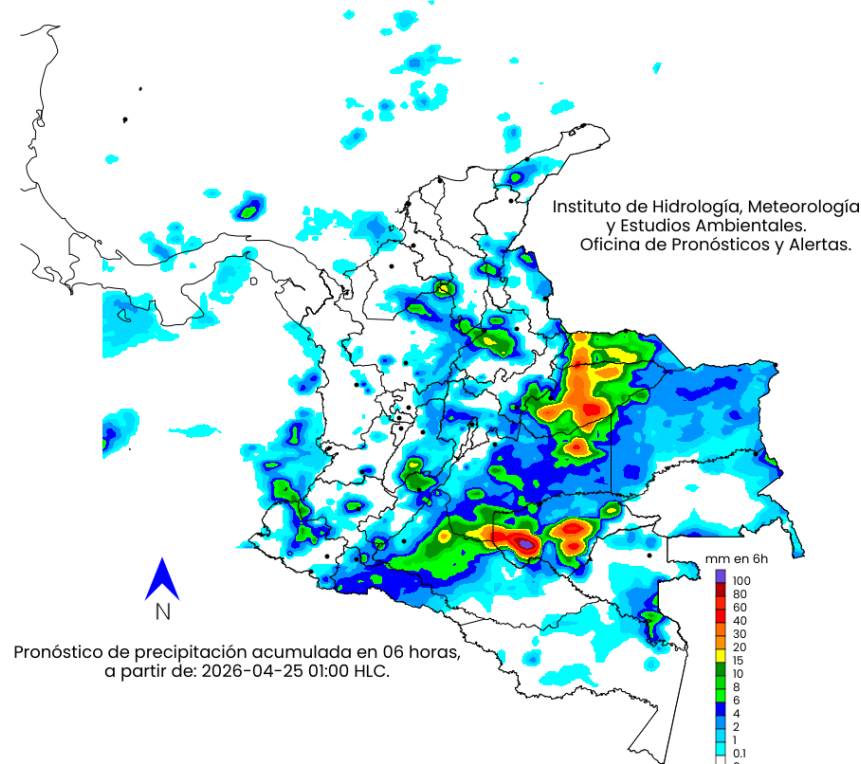 Instituto de Hidrología, Meteorología
y Estudios Ambientales.
Oficina de Pronósticos y Alertas.
mm en 6h
100
80
60
40
30
20
15
10
8
6
4
2
1
0.1
N
Pronóstico de precipitación acumulada en 06 horas,
a partir de: 2026-04-25 01:00 HLC.